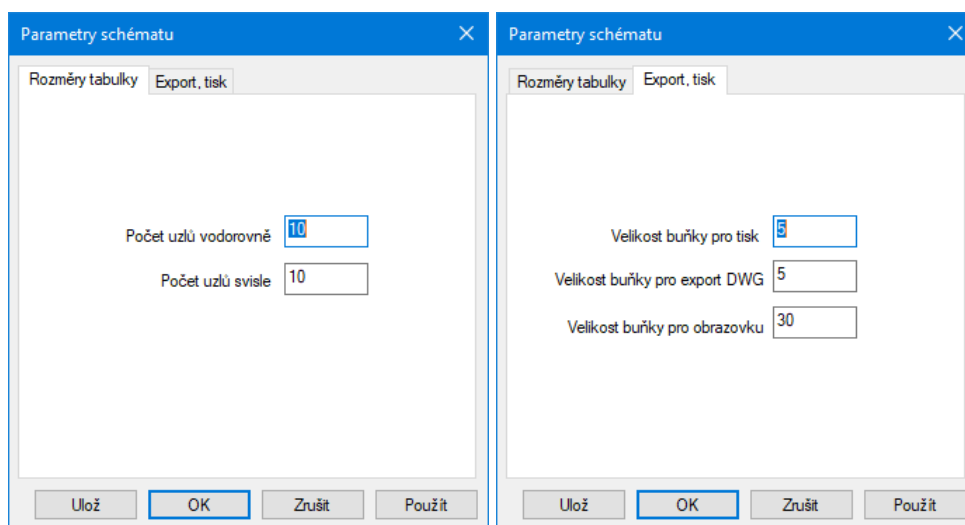 Parametry schématu
Rozměry tabulky Export, tisk
Počet uzlů vodorovně 10
Počet uzlů svisle 10
Ulož OK Zrušit Použít
Parametry schématu
Rozměry tabulky Export, tisk
Velikost buňky pro tisk 5
Velikost buňky pro export DWG 5
Velikost buňky pro obrazovku 30
Ulož OK Zrušit Použít